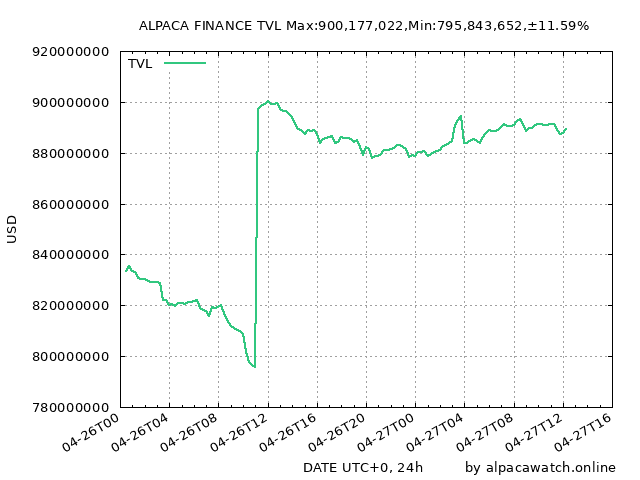 ALPACA FINANCE TVL Max:900,177,022,Min:795,843,652,±11.59%
920000000
TVL
900000000
880000000
860000000
USD
840000000
820000000
800000000
780000000
04-26T00 04-26T04 04-26T08 04-26T12 04-26T16 04-26T20 04-27T00 04-27T04 04-27T08 04-27T12 04-27T16
DATE UTC+0, 24h by alpacawatch.online